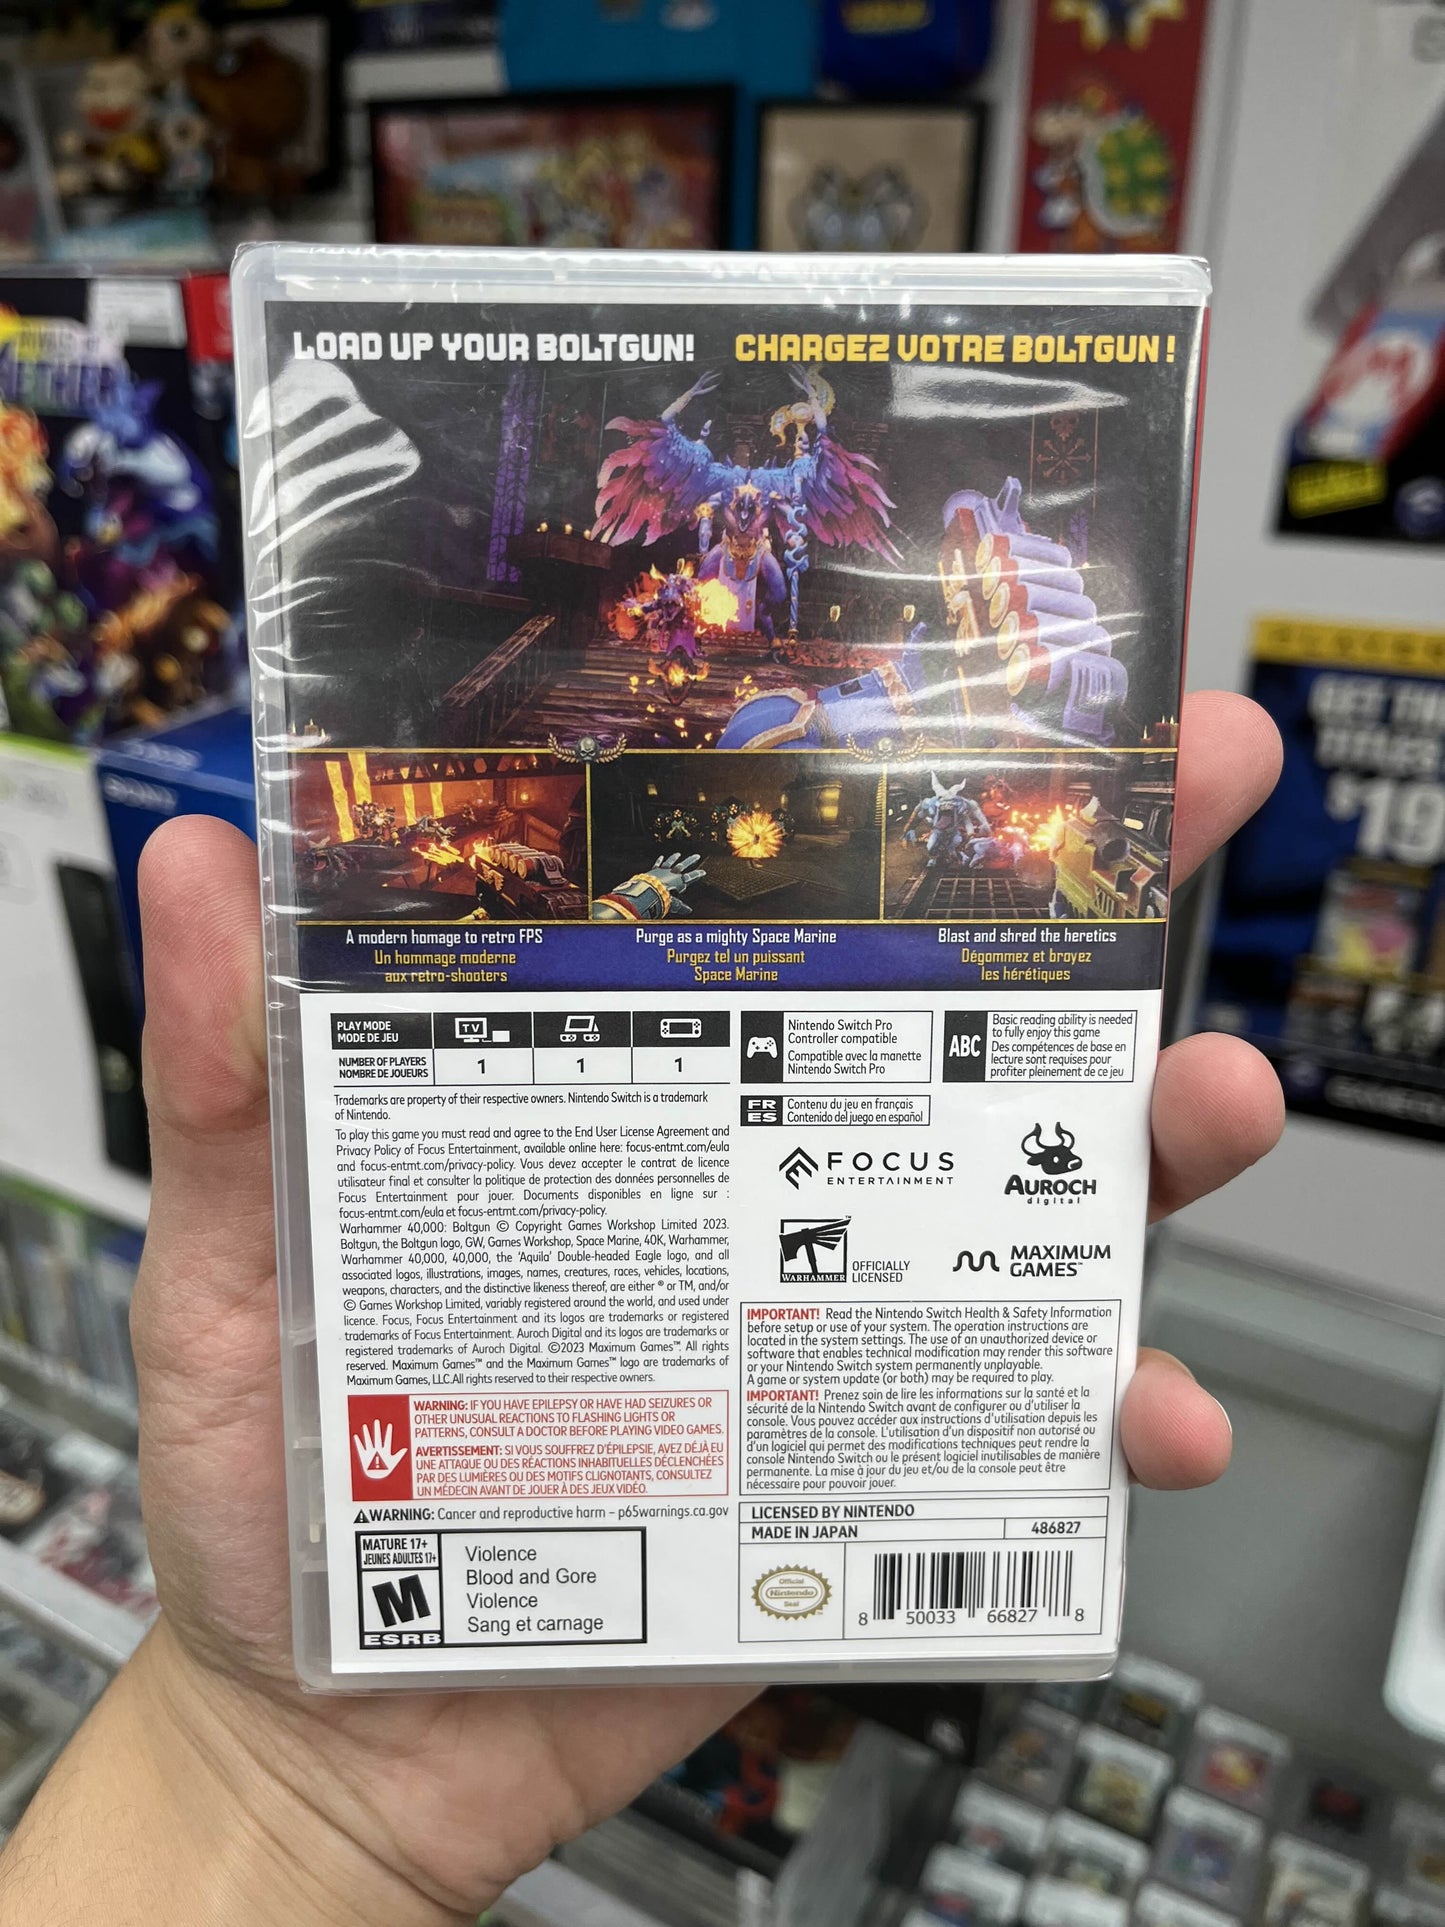 LOAD UP YOUR BOLTGUN!
CHARGEZ VOTRE BOLTGUN !
A modern homage to retro FPS
Un hommage moderne
aux retro-shooters
Purge as a mighty Space Marine
Purgez tel un puissant
Space Marine
Blast and shred the heretics
Dégommez et broyez
les hérétiques
PLAY MODE
MODE DE JEU
TV
NUMBER OF PLAYERS
NOMBRE DE JOUEURS
1
1
1
Nintendo Switch Pro
Controller compatible
Compatible avec la manette
Nintendo Switch Pro
ABC
Basic reading ability is needed
to fully enjoy this game
Des compétences de base en
lecture sont requises pour
profiter pleinement de ce jeu
FR
ES
Contenu du jeu en français
Contenido del juego en español
Trademarks are property of their respective owners. Nintendo Switch is a trademark
of Nintendo.
To play this game you must read and agree to the End User License Agreement and
Privacy Policy of Focus Entertainment, available online here: focus-entmt.com/eula
and focus-entmt.com/privacy-policy. Vous devez accepter le contrat de licence
utilisateur final et consulter la politique de protection des données personnelles de
Focus Entertainment pour jouer. Documents disponibles en ligne sur :
focus-entmt.com/eula et focus-entmt.com/privacy-policy.
Warhammer 40,000: Boltgun © Copyright Games Workshop Limited 2023.
Boltgun, the Boltgun logo, GW, Games Workshop, Space Marine, 40K, Warhammer,
Warhammer 40,000, 40,000, the 'Aquila' Double-headed Eagle logo, and all
associated logos, illustrations, images, names, creatures, races, vehicles, locations,
weapons, characters, and the distinctive likeness thereof, are either ® or TM, and/or
© Games Workshop Limited, variably registered around the world, and used under
licence. Focus, Focus Entertainment and its logos are trademarks or registered
trademarks of Focus Entertainment. Auroch Digital and its logos are trademarks or
registered trademarks of Auroch Digital. ©2023 Maximum Games™. All rights
reserved. Maximum Games™ and the Maximum Games™ logo are trademarks of
Maximum Games, LLC.All rights reserved to their respective owners.
FOCUS
ENTERTAINMENT
AUROCH
digital
WARHAMMER
™
OFFICIALLY
LICENSED
MAXIMUM
GAMES™
WARNING: IF YOU HAVE EPILEPSY OR HAVE HAD SEIZURES OR
OTHER UNUSUAL REACTIONS TO FLASHING LIGHTS OR
PATTERNS, CONSULT A DOCTOR BEFORE PLAYING VIDEO GAMES.
AVERTISSEMENT: SI VOUS SOUFFREZ D'ÉPILEPSIE, AVEZ DÉJÀ EU
UNE ATTAQUE OU DES RÉACTIONS INHABITUELLES DÉCLENCHÉES
PAR DES LUMIÈRES OU DES MOTIFS CLIGNOTANTS, CONSULTEZ
UN MÉDECIN AVANT DE JOUER À DES JEUX VIDÉO.
WARNING: Cancer and reproductive harm – p65warnings.ca.gov
IMPORTANT! Read the Nintendo Switch Health & Safety Information
before setup or use of your system. The operation instructions are
located in the system settings. The use of an unauthorized device or
software that enables technical modification may render this software
or your Nintendo Switch system permanently unplayable.
A game or system update (or both) may be required to play.
IMPORTANT! Prenez soin de lire les informations sur la santé et la
sécurité de la Nintendo Switch avant de configurer ou d'utiliser la
console. Vous pouvez accéder aux instructions d'utilisation depuis les
paramètres de la console. L'utilisation d'un dispositif non autorisé ou
d'un logiciel qui permet des modifications techniques peut rendre la
console Nintendo Switch ou le présent logiciel inutilisables de manière
permanente. La mise à jour du jeu et/ou de la console peut être
nécessaire pour pouvoir jouer.
MATURE 17+
JEUNES ADULTES 17+
M
ESRB
Violence
Blood and Gore
Violence
Sang et carnage
LICENSED BY NINTENDO
MADE IN JAPAN
486827
Official
Nintendo
Seal
8 50033 66827 8
SONY
GET THE
TITLES
$19